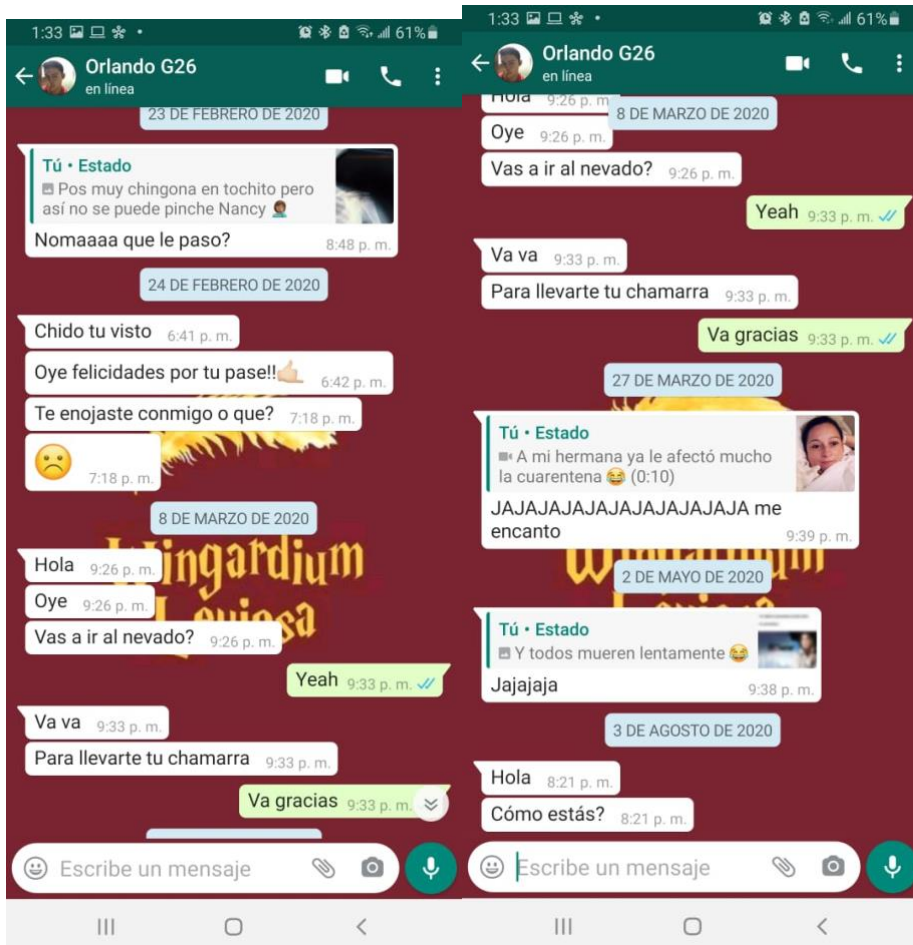 1:33 61%
Orlando G26
en línea
23 DE FEBRERO DE 2020
Tú • Estado
Pos muy chingona en tochito pero
así no se puede pinche Nancy 🤦🏽‍♂️
Nomaaaa que le paso? 8:48 p. m.
24 DE FEBRERO DE 2020
Chido tu visto 6:41 p. m.
Oye felicidades por tu pase!!🤙🏻 6:42 p. m.
Te enojaste conmigo o que? 7:18 p. m.
☹️ 7:18 p. m.
8 DE MARZO DE 2020
Hola 9:26 p. m.
Oye 9:26 p. m.
Vas a ir al nevado? 9:26 p. m.
Yeah 9:33 p. m.
Va va 9:33 p. m.
Para llevarte tu chamarra 9:33 p. m.
Va gracias 9:33 p. m.
Wingardium
Leviosa
Escribe un mensaje
1:33 61%
Orlando G26
en línea
Hola 9:26 p. m.
8 DE MARZO DE 2020
Oye 9:26 p. m.
Vas a ir al nevado? 9:26 p. m.
Yeah 9:33 p. m.
Va va 9:33 p. m.
Para llevarte tu chamarra 9:33 p. m.
Va gracias 9:33 p. m.
27 DE MARZO DE 2020
Tú • Estado
A mi hermana ya le afectó mucho
la cuarentena 😂 (0:10)
JAJAJAJAJAJAJAJAJAJAJA me
encanto 9:39 p. m.
2 DE MAYO DE 2020
Tú • Estado
Y todos mueren lentamente 😂
Jajajaja 9:38 p. m.
3 DE AGOSTO DE 2020
Hola 8:21 p. m.
Cómo estás? 8:21 p. m.
Escribe un mensaje